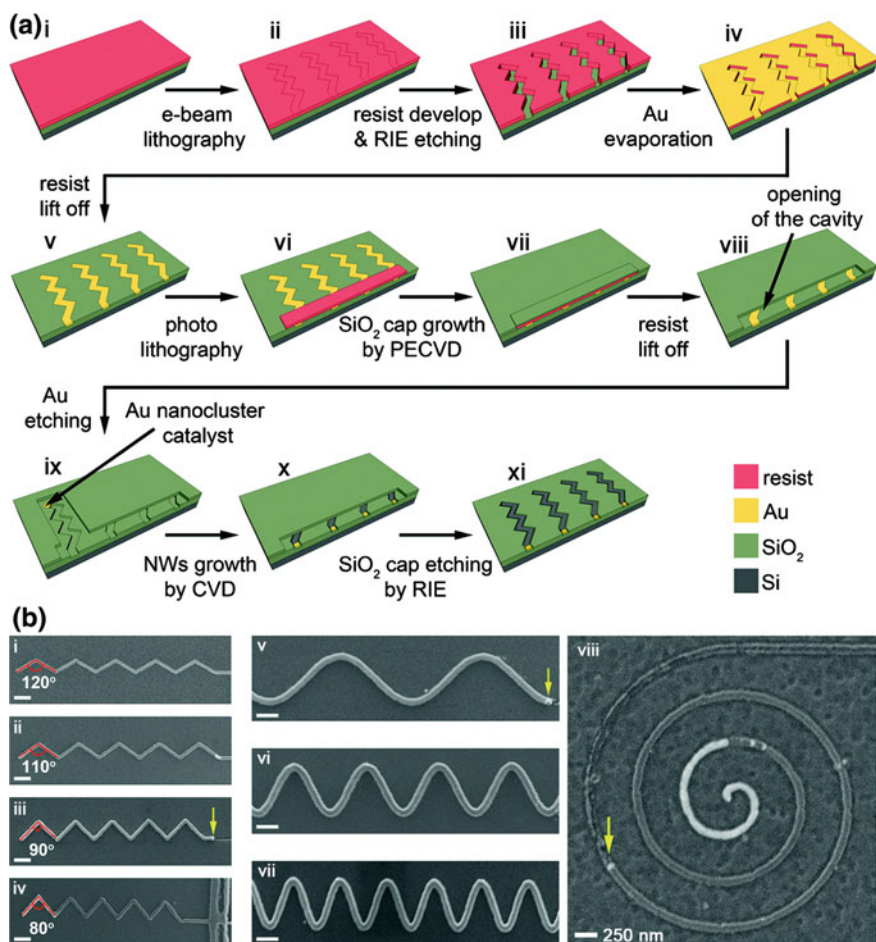 (a) i ii iii iv
e-beam
lithography
resist develop
& RIE etching
Au
evaporation
resist
lift off
opening
of the cavity
v vi vii viii
photo
lithography
SiO₂ cap growth
by PECVD
resist
lift off
Au
etching
Au nanocluster
catalyst
ix x xi
NWs growth
by CVD
SiO₂ cap etching
by RIE
resist
Au
SiO₂
Si
(b)
i
120°
ii
110°
iii
90°
iv
80°
v
vi
vii
viii
250 nm